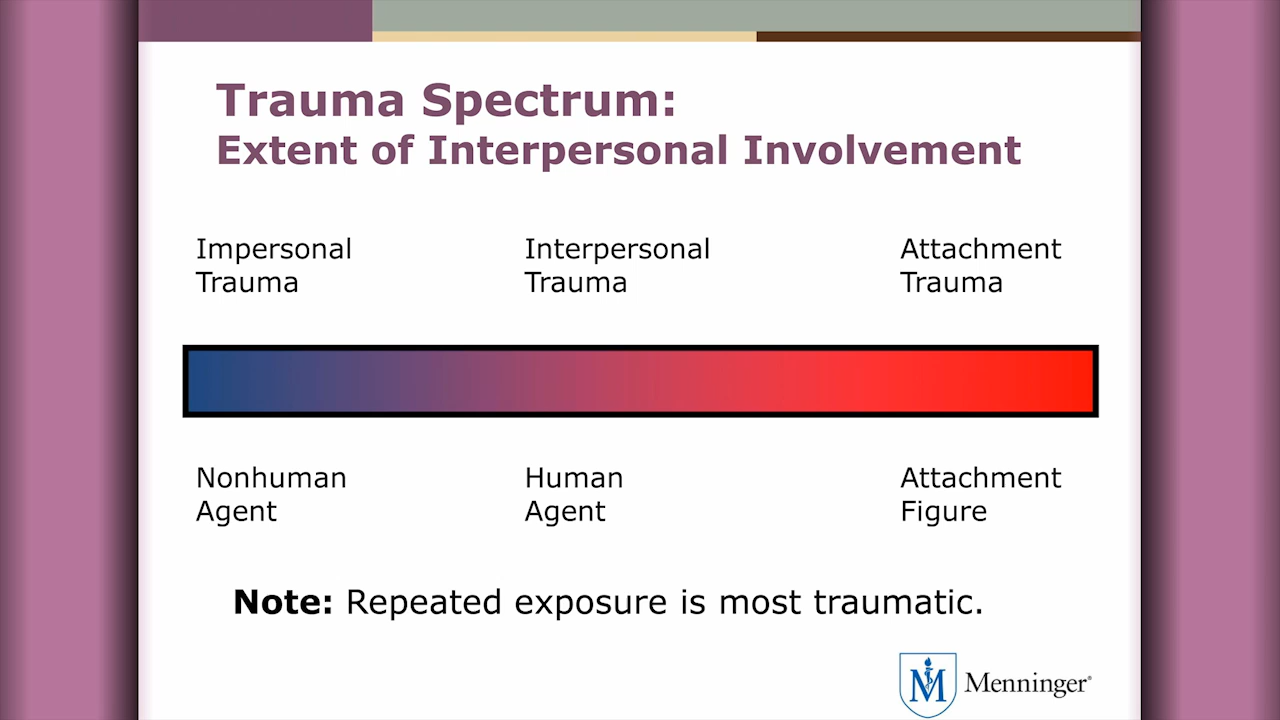 Trauma Spectrum:
Extent of Interpersonal Involvement
Impersonal Trauma
Interpersonal Trauma
Attachment Trauma
Nonhuman Agent
Human Agent
Attachment Figure
Note: Repeated exposure is most traumatic.
M
Menninger®